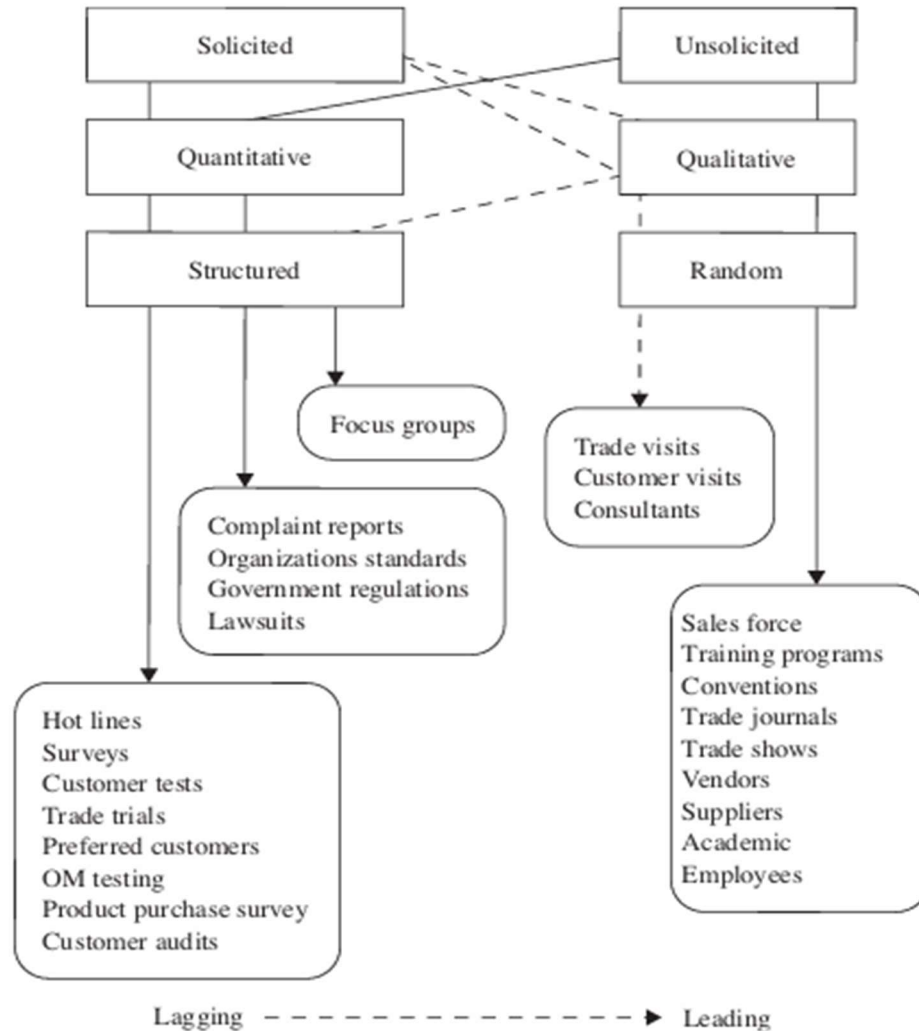 Solicited
Unsolicited
Quantitative
Qualitative
Structured
Random
Focus groups
Trade visits
Customer visits
Consultants
Complaint reports
Organizations standards
Government regulations
Lawsuits
Sales force
Training programs
Conventions
Trade journals
Trade shows
Vendors
Suppliers
Academic
Employees
Hot lines
Surveys
Customer tests
Trade trials
Preferred customers
OM testing
Product purchase survey
Customer audits
Lagging
Leading